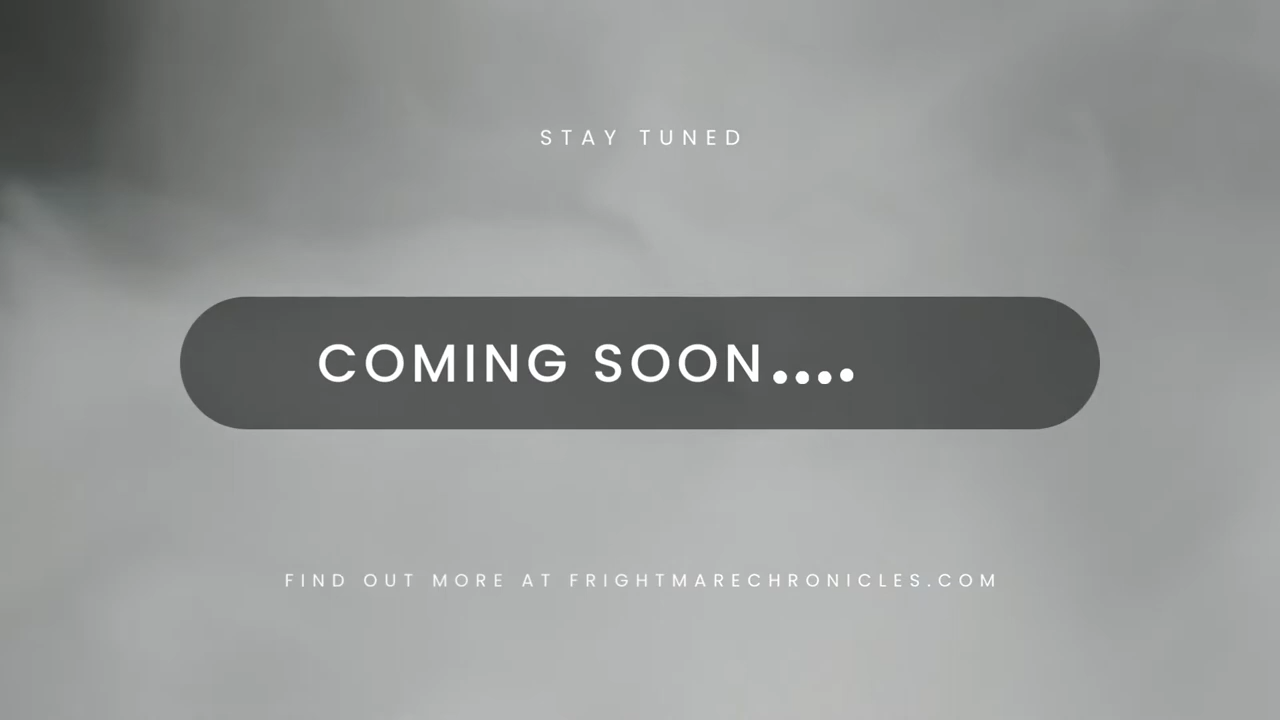 STAY TUNED
COMING SOON....
FIND OUT MORE AT FRIGHTMARECHRONICLES.COM